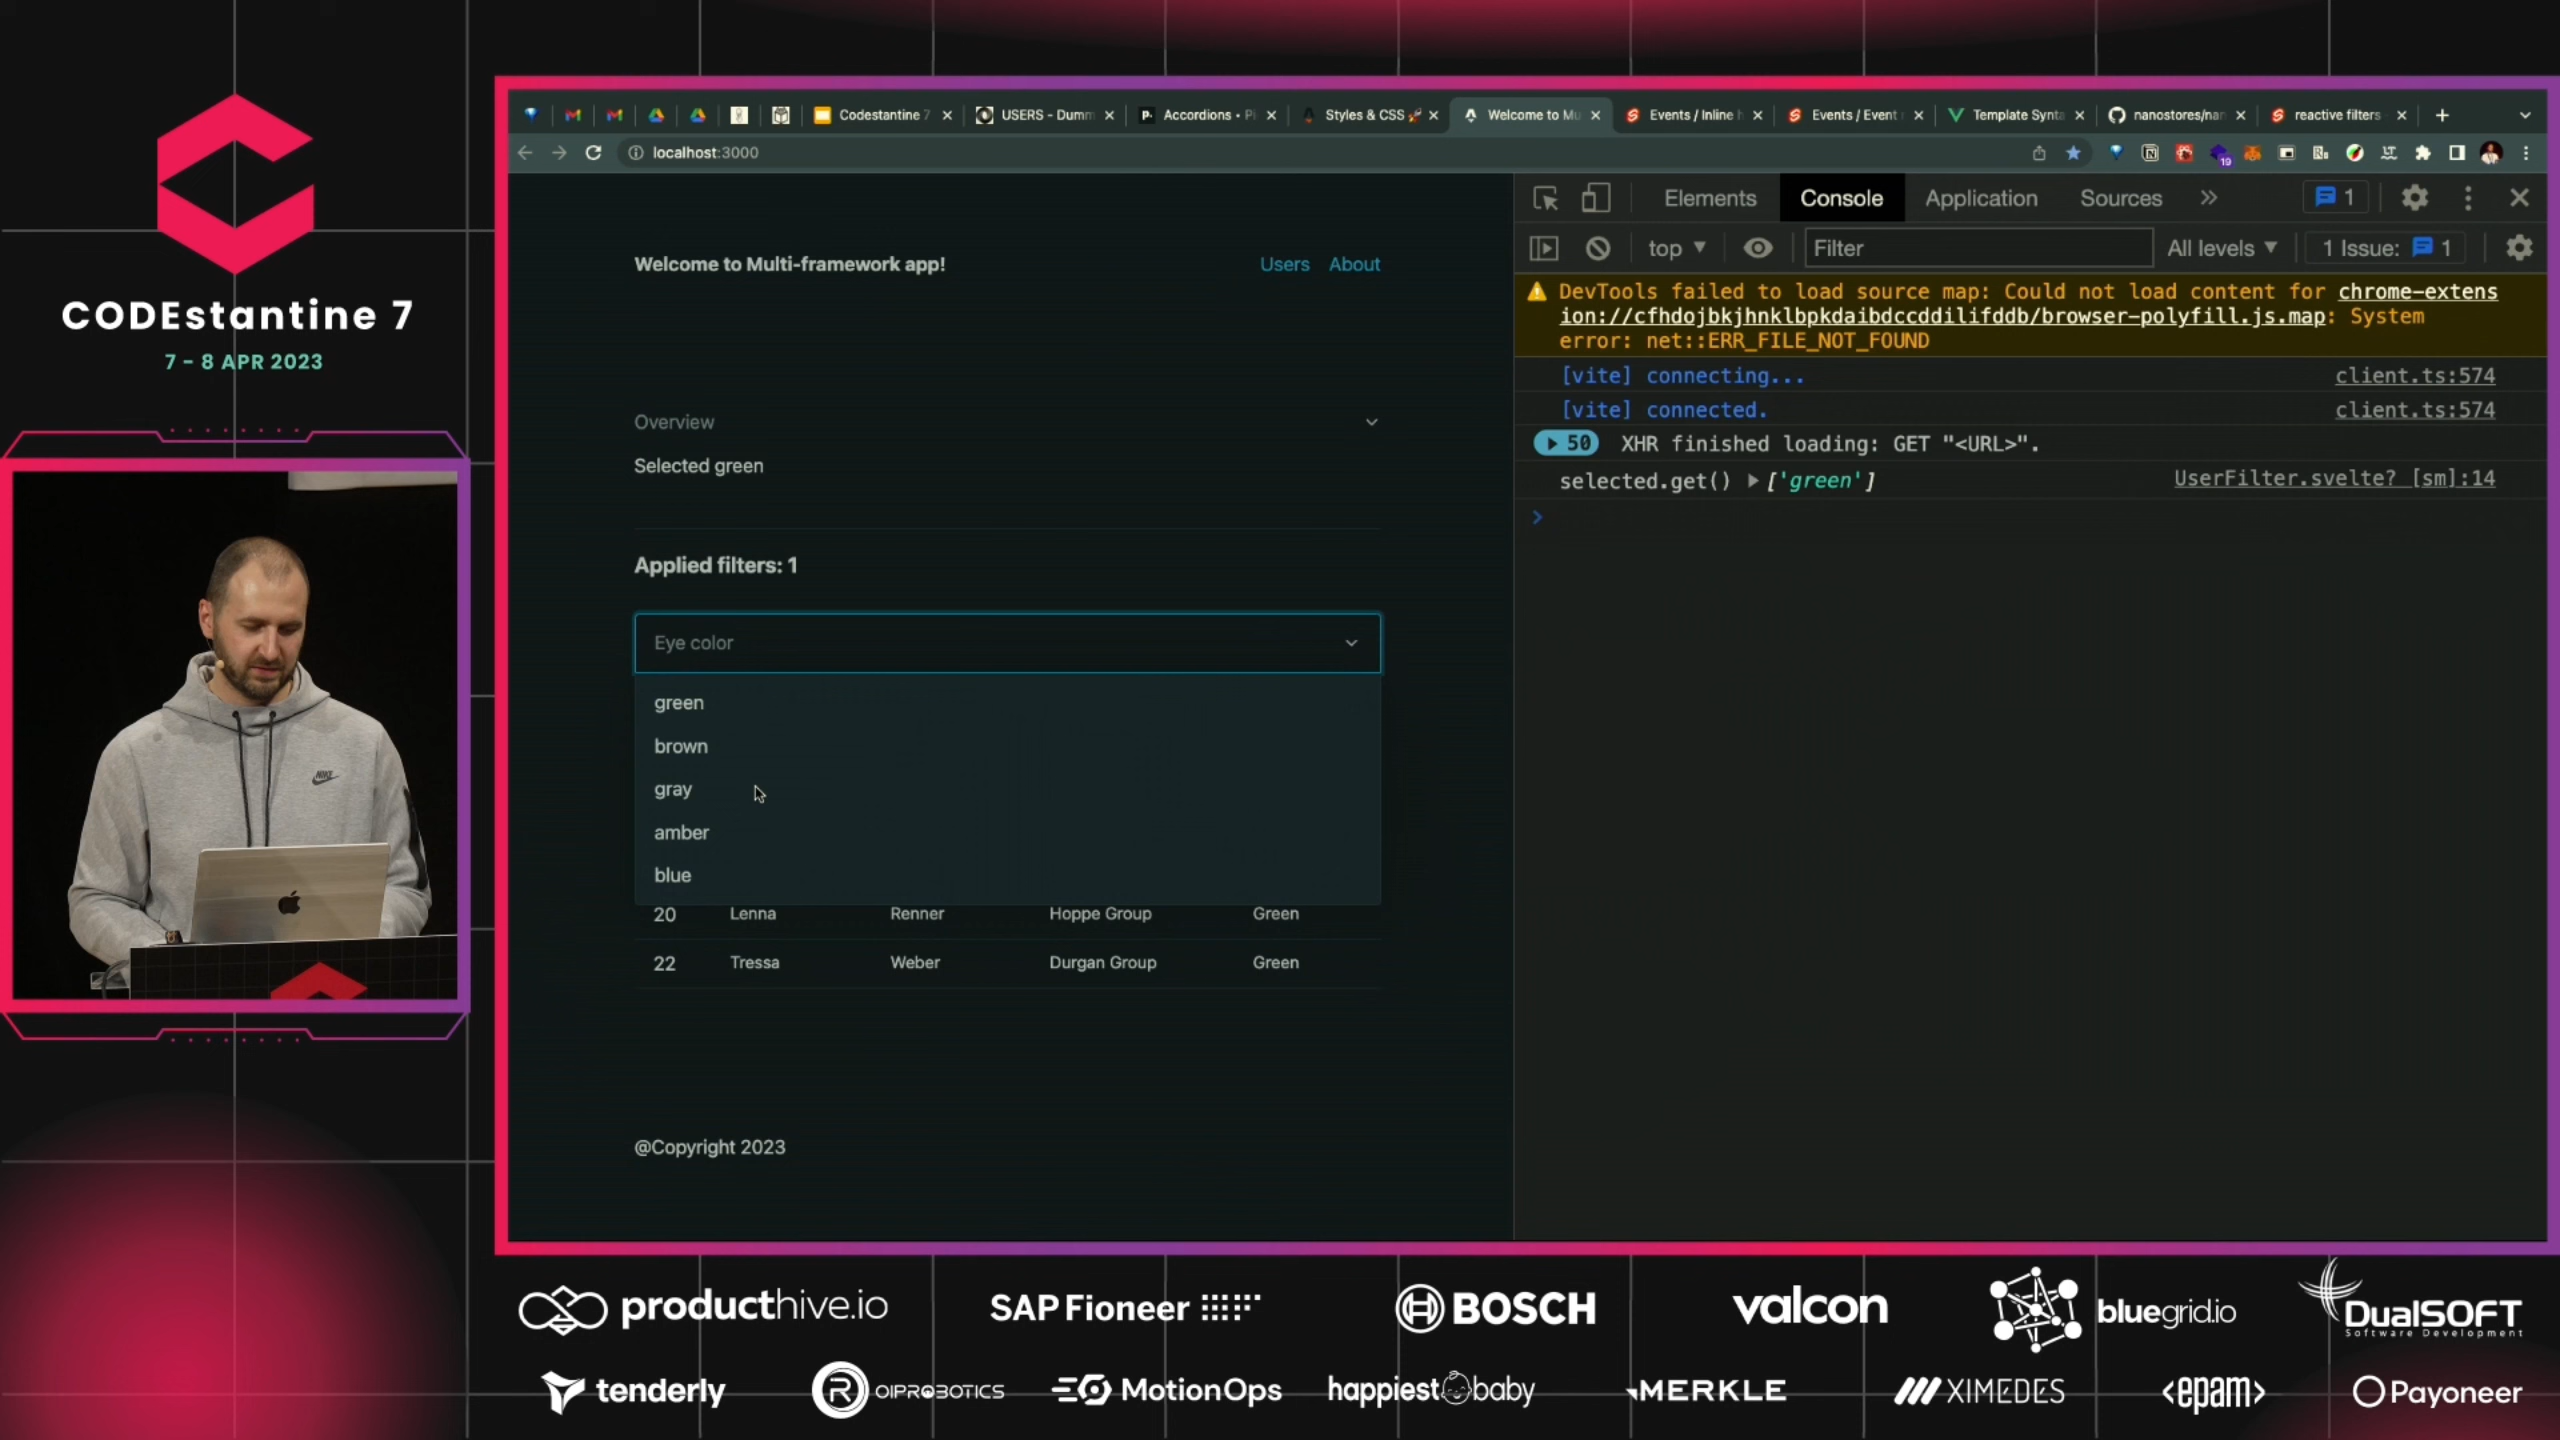 CODEstantine 7
7 - 8 APR 2023
Codestantine 7
USERS - Dumm
Accordions • Pi
Styles & CSS 🚀
Welcome to Mu
Events / Inline h
Events / Event
Template Synta
nanostores/nan
reactive filters
localhost:3000
19
Welcome to Multi-framework app!
Users About
Overview
Selected green
Applied filters: 1
Eye color
green
brown
gray
amber
blue
20 Lenna Renner Hoppe Group Green
22 Tressa Weber Durgan Group Green
@Copyright 2023
Elements Console Application Sources » 1
top Filter All levels 1 Issue: 1
DevTools failed to load source map: Could not load content for chrome-extens
ion://cfhdojbkjhnklbpkdaibdccddilifddb/browser-polyfill.js.map: System
error: net::ERR_FILE_NOT_FOUND
[vite] connecting... client.ts:574
[vite] connected. client.ts:574
50 XHR finished loading: GET "<URL>".
selected.get() ['green'] UserFilter.svelte? [sm]:14
NIKE
producthive.io SAP Fioneer BOSCH valcon bluegrid.io DualSOFT
Software Development
tenderly R OIPROBOTICS MotionOps happiest baby MERKLE XIMEDES <epam> Payoneer